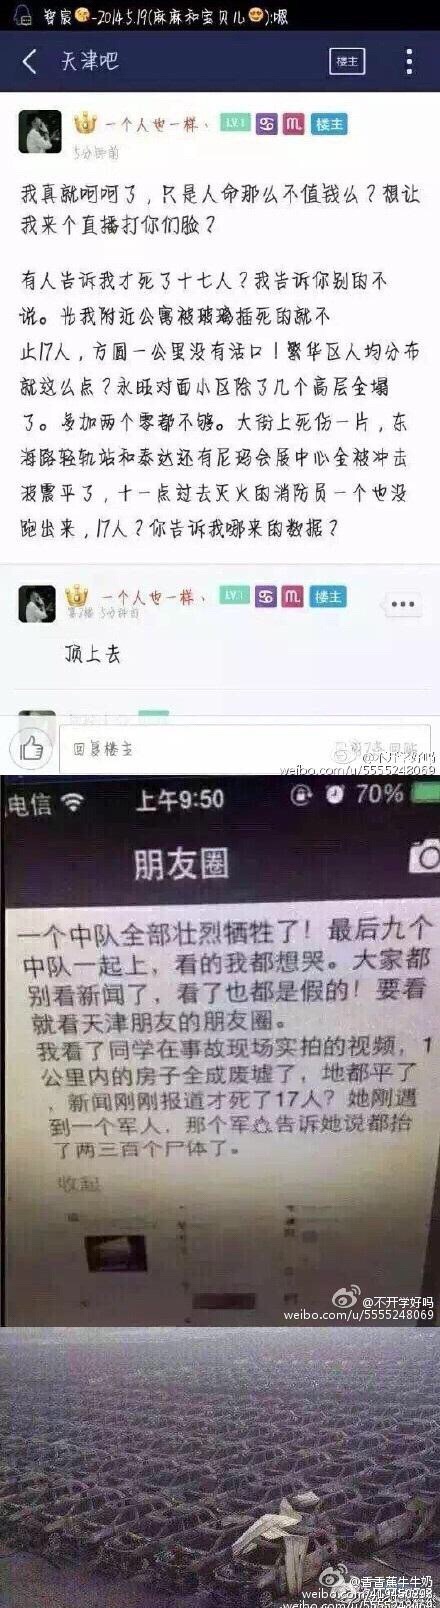 智宸 -2014.5.19(麻麻和宝贝儿):嗯
天津吧
楼主
一个人也一样、 LV.1 楼主
5分钟前
我真就呵呵了，只是人命那么不值钱么？想让
我来个直播打你们脸？
有人告诉我才死了十七人？我告诉你别的不
说。光我附近公寓被玻璃插死的就不
止17人，方圆一公里没有活口！繁华区人均分布
就这么点？永旺对面小区除了几个高层全塌
了。多加两个零都不够。大街上死伤一片，东
海路轻轨站和泰达还有尼玛会展中心全被冲击
波震平了，十一点过去灭火的消防员一个也没
跑出来，17人？你告诉我哪来的数据？
一个人也一样、 LV.1 楼主
第2楼 5分钟前
顶上去
回复楼主
@不开学好吗
weibo.com/u/5555248069
电信 上午9:50 70%
朋友圈
一个中队全部壮烈牺牲了！最后九个
中队一起上，看的我都想哭。大家都
别看新闻了，看了也都是假的！要看
就看天津朋友的朋友圈。
我看了同学在事故现场实拍的视频，1
公里内的房子全成废墟了，地都平了
，新闻刚刚报道才死了17人？她刚遇
到一个军人，那个军告诉她说都抬
了两三百个尸体了。
收起
@不开学好吗
weibo.com/u/5555248069
@香香蕉牛牛奶